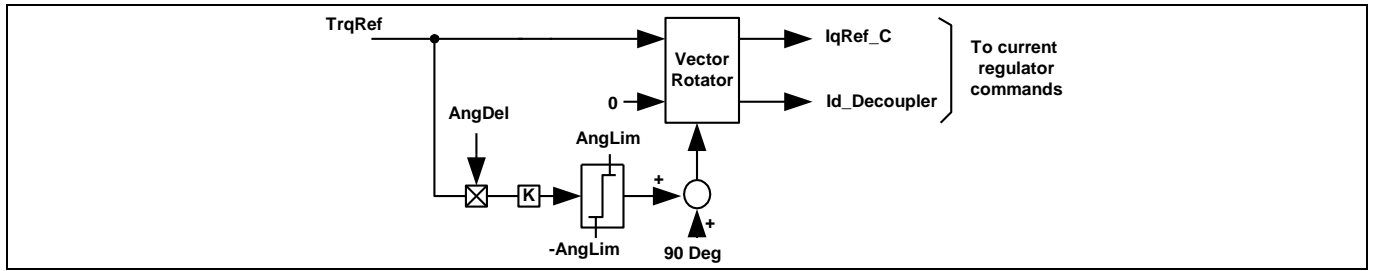 TrqRef
IqRef_C
To current
regulator
commands
Vector
Rotator
0
Id_Decoupler
AngDel
AngLim
K
+
+
-AngLim
90 Deg